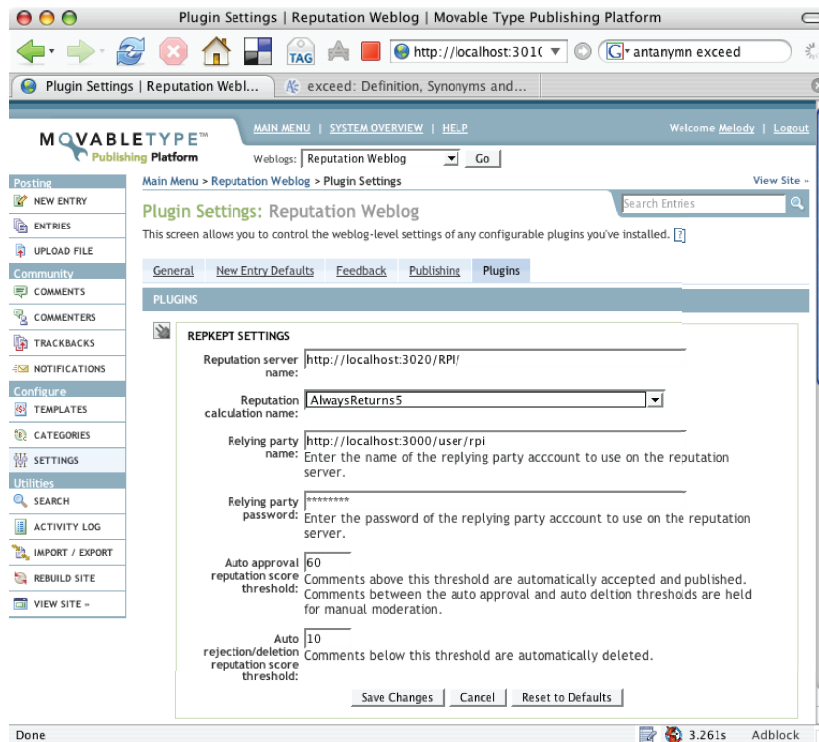 Plugin Settings | Reputation Weblog | Movable Type Publishing Platform
TAG
http://localhost:301(
G antanymn exceed
Plugin Settings | Reputation Webl...
exceed: Definition, Synonyms and...
MOVABLETYPE™
Publishing Platform
MAIN MENU | SYSTEM OVERVIEW | HELP
Welcome Melody | Logout
Weblogs: Reputation Weblog Go
Main Menu > Reputation Weblog > Plugin Settings
View Site »
Posting
NEW ENTRY
ENTRIES
UPLOAD FILE
Community
COMMENTS
COMMENTERS
TRACKBACKS
NOTIFICATIONS
Configure
TEMPLATES
CATEGORIES
SETTINGS
Utilities
SEARCH
ACTIVITY LOG
IMPORT / EXPORT
REBUILD SITE
VIEW SITE »
Plugin Settings: Reputation Weblog
Search Entries
This screen allows you to control the weblog-level settings of any configurable plugins you've installed. [?]
General New Entry Defaults Feedback Publishing Plugins
PLUGINS
REPKEPT SETTINGS
Reputation server name: http://localhost:3020/RPI/
Reputation calculation name: AlwaysReturns5
Relying party name: http://localhost:3000/user/rpi
Enter the name of the replying party acccount to use on the reputation
server.
Relying party password: ********
Enter the password of the replying party acccount to use on the reputation
server.
Auto approval reputation score threshold: 60
Comments above this threshold are automatically accepted and published.
Comments between the auto approval and auto deltion thresholds are held
for manual moderation.
Auto rejection/deletion reputation score threshold: 10
Comments below this threshold are automatically deleted.
Save Changes Cancel Reset to Defaults
Done
3.261s Adblock